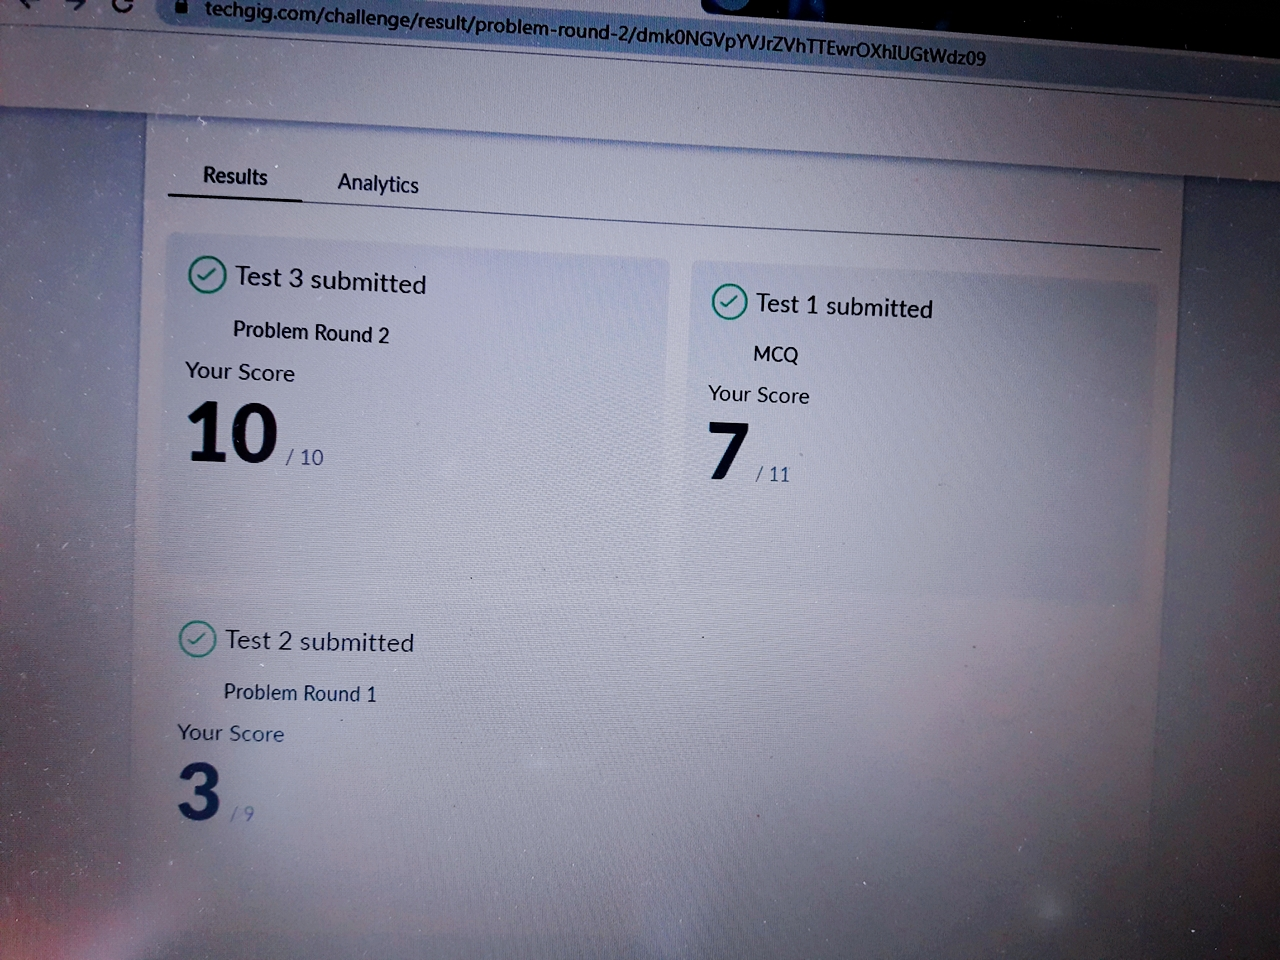 techgig.com/challenge/result/problem-round-2/dmk0NGVpYVJrZVhTTEwrOXhIUGtWdz09
Results
Analytics
Test 3 submitted
Problem Round 2
Your Score
10 / 10
Test 1 submitted
MCQ
Your Score
7 / 11
Test 2 submitted
Problem Round 1
Your Score
3 / 9